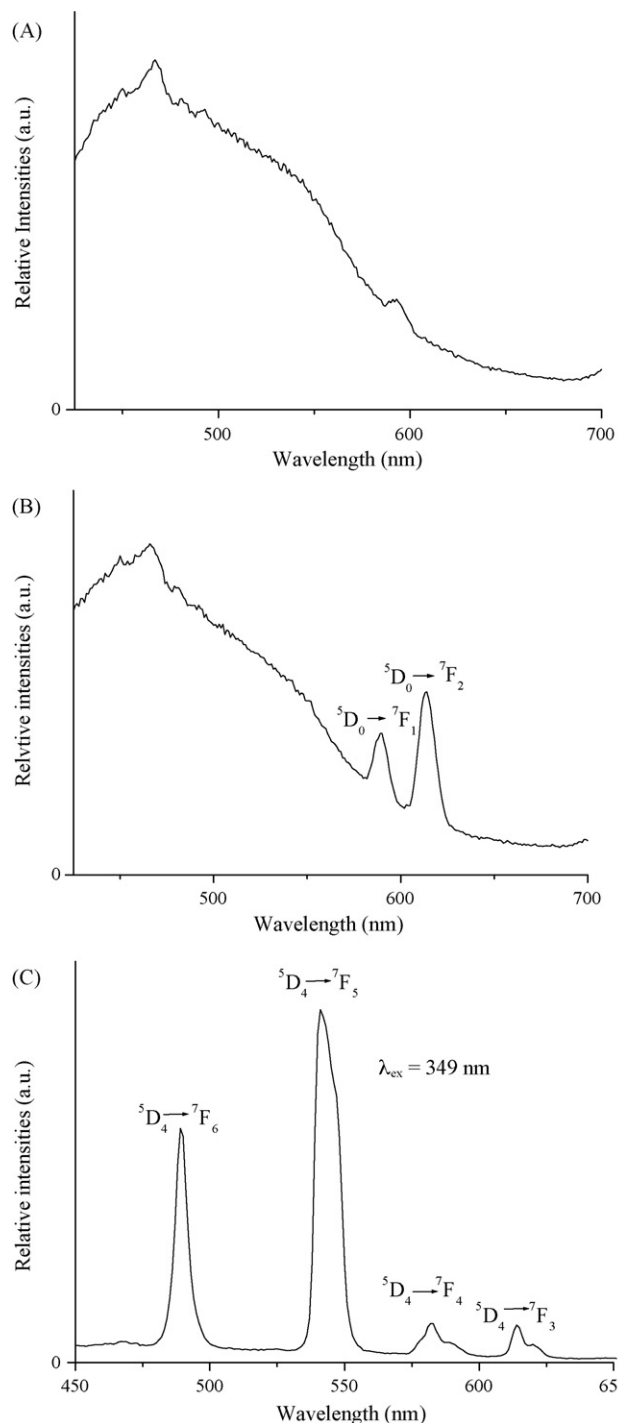 (A)
Relative Intensities (a.u.)
0
500
600
700
Wavelength (nm)
(B)
Relvtive intensities (a.u.)
⁵D₀→⁷F₁
⁵D₀→⁷F₂
0
500
600
700
Wavelength (nm)
(C)
Relative intensities (a.u.)
⁵D₄→⁷F₅
λₑₓ = 349 nm
⁵D₄→⁷F₆
⁵D₄→⁷F₄
⁵D₄→⁷F₃
0
450
500
550
600
65
Wavelength (nm)